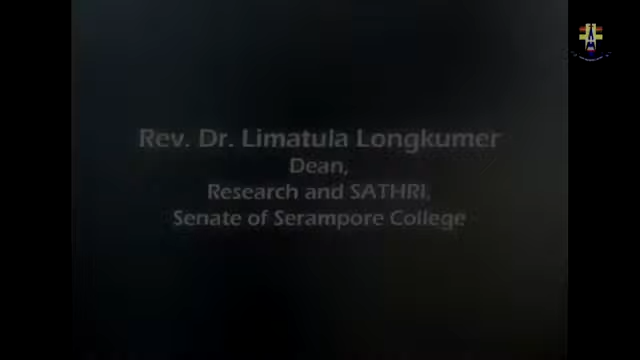 Rev. Dr. Limatula Longkumer
Dean,
Research and SATHRI,
Senate of Serampore College